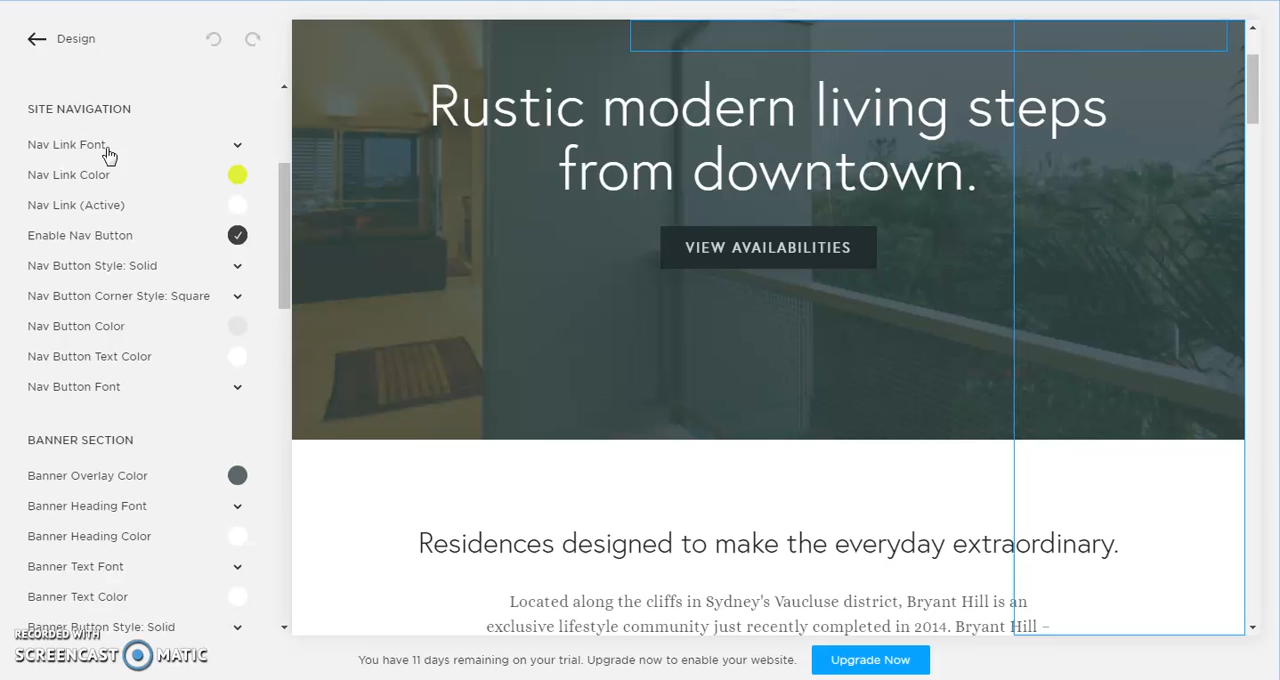 Design
SITE NAVIGATION
Nav Link Font
Nav Link Color
Nav Link (Active)
Enable Nav Button
Nav Button Style: Solid
Nav Button Corner Style: Square
Nav Button Color
Nav Button Text Color
Nav Button Font
BANNER SECTION
Banner Overlay Color
Banner Heading Font
Banner Heading Color
Banner Text Font
Banner Text Color
Banner Button Style: Solid
RECORDED WITH
SCREENCAST MATIC
Rustic modern living steps
from downtown.
VIEW AVAILABILITIES
Residences designed to make the everyday extraordinary.
Located along the cliffs in Sydney's Vaucluse district, Bryant Hill is an
exclusive lifestyle community just recently completed in 2014. Bryant Hill –
You have 11 days remaining on your trial. Upgrade now to enable your website.
Upgrade Now